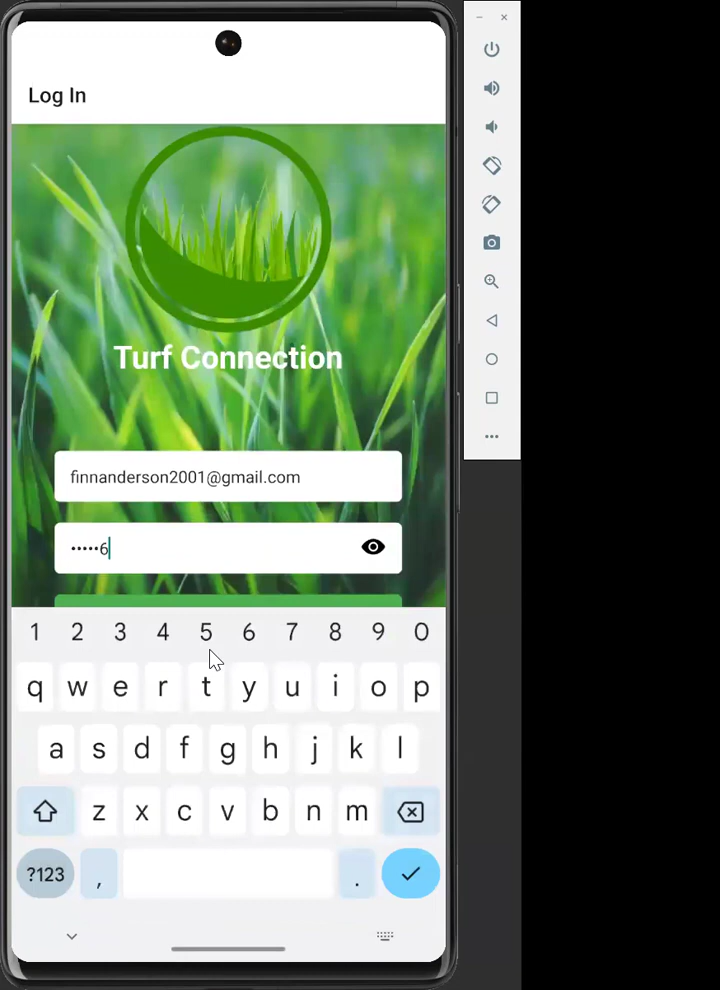 Log In
Turf Connection
finnanderson2001@gmail.com
•••••6
1 2 3 4 5 6 7 8 9 0
q w e r t y u i o p
a s d f g h j k l
z x c v b n m
?123 , .